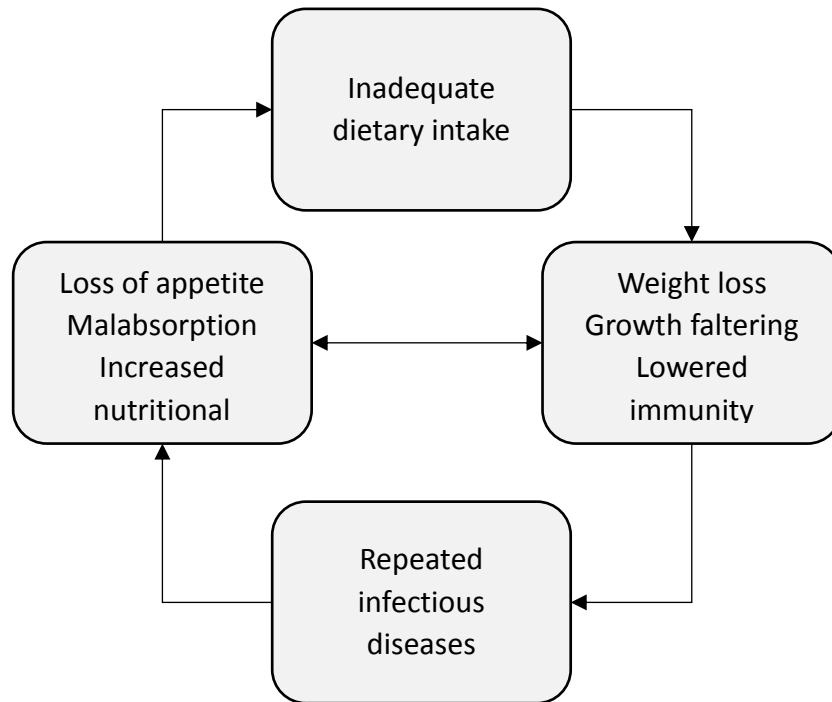 Inadequate
dietary intake
Loss of appetite
Malabsorption
Increased
nutritional
Weight loss
Growth faltering
Lowered
immunity
Repeated
infectious
diseases